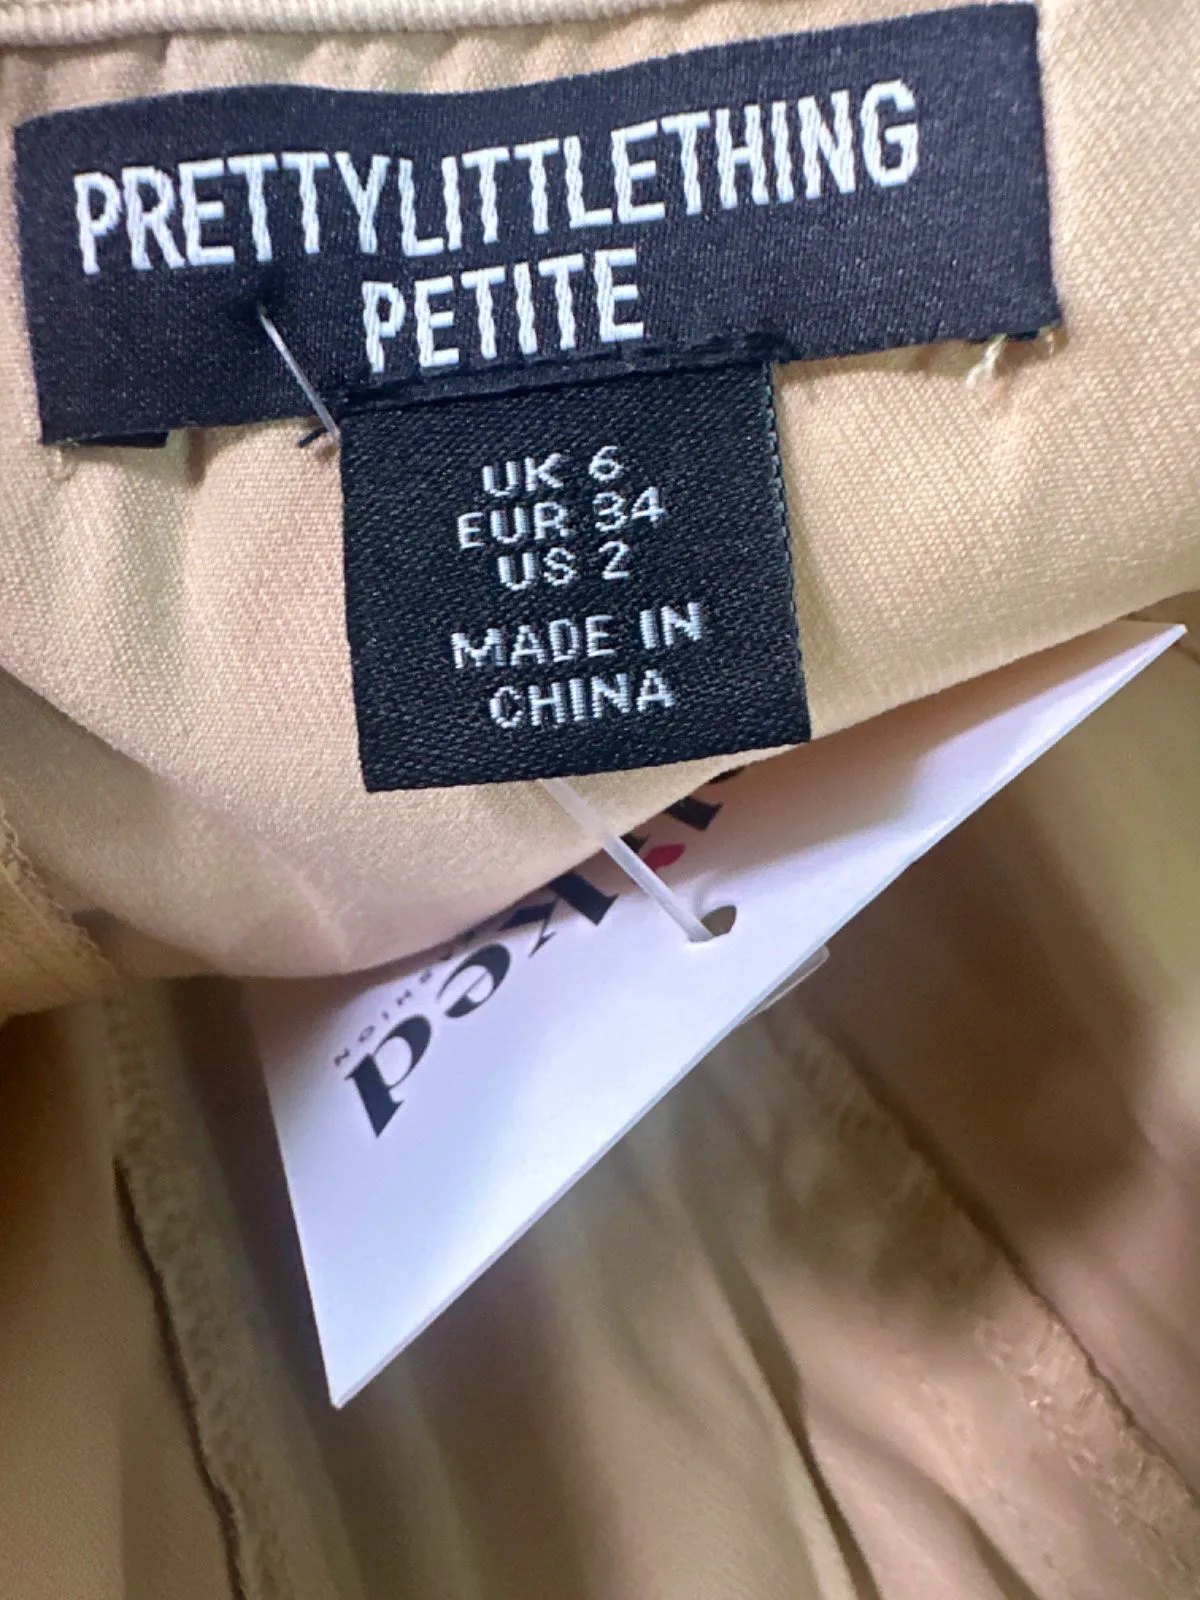 PRETTYLITTLETHING
PETITE
UK 6
EUR 34
US 2
MADE IN
CHINA